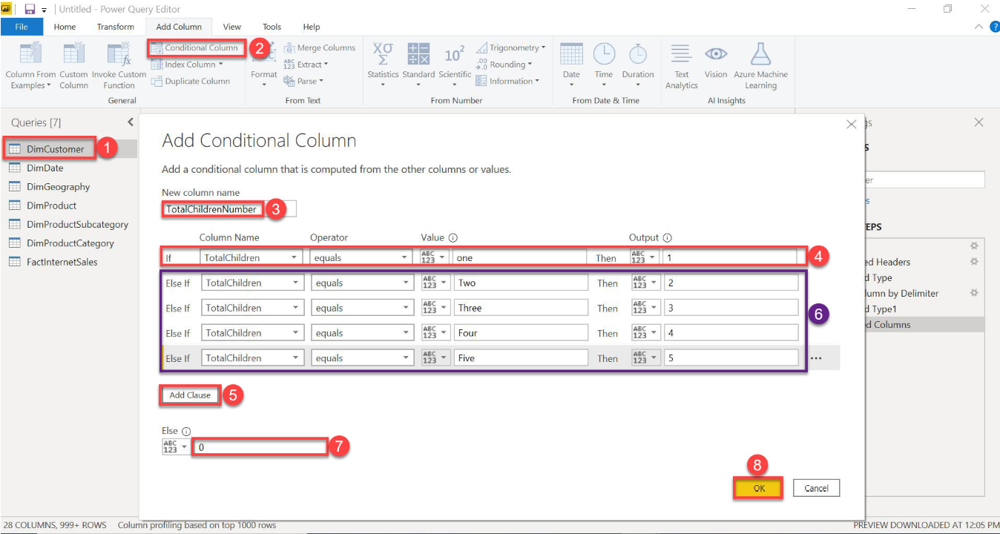 Untitled - Power Query Editor
File Home Transform Add Column View Tools Help
?
Column From Examples
Custom Column
Invoke Custom Function
Conditional Column 2
Index Column
Duplicate Column
General
Format
Merge Columns
ABC 123 Extract
abc Parse
From Text
Statistics
Standard
10² Scientific
Trigonometry
.00 →.0 Rounding
Information
From Number
Date
Time
Duration
From Date & Time
Text Analytics
Vision
Azure Machine Learning
AI Insights
Queries [7]
DimCustomer 1
DimDate
DimGeography
DimProduct
DimProductSubcategory
DimProductCategory
FactInternetSales
Add Conditional Column
Add a conditional column that is computed from the other columns or values.
New column name
TotalChildrenNumber 3
Column Name Operator Value Output
If TotalChildren equals ABC 123 one Then ABC 123 1 4
Else If TotalChildren equals ABC 123 Two Then ABC 123 2
Else If TotalChildren equals ABC 123 Three Then ABC 123 3
6
Else If TotalChildren equals ABC 123 Four Then ABC 123 4
Else If TotalChildren equals ABC 123 Five Then ABC 123 5 ...
Add Clause 5
Else
ABC 123 0 7
8
OK Cancel
gs
S
er
es
EPS
ed Headers
d Type
lumn by Delimiter
d Type1
ed Columns
28 COLUMNS, 999+ ROWS Column profiling based on top 1000 rows PREVIEW DOWNLOADED AT 12:05 PM